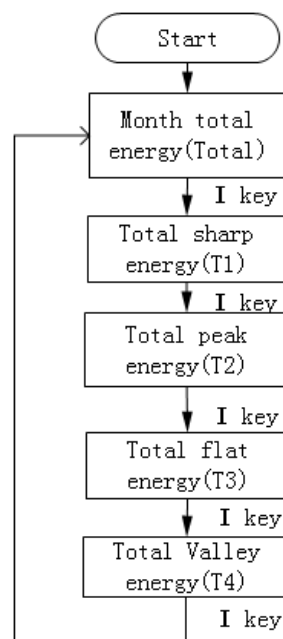 Start
Month total
energy(Total)
I key
Total sharp
energy(T1)
I key
Total peak
energy(T2)
I key
Total flat
energy(T3)
I key
Total Valley
energy(T4)
I key